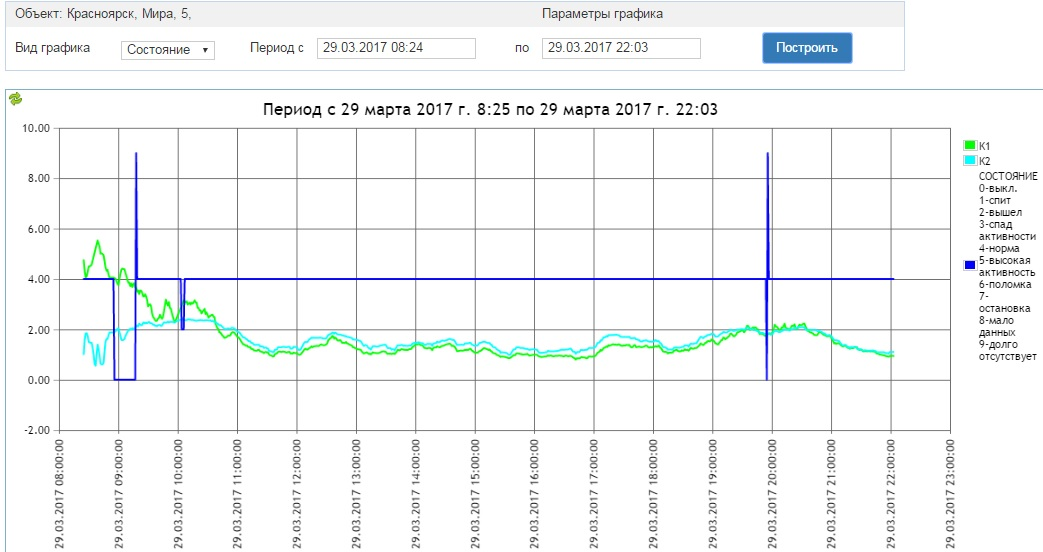 Объект: Красноярск, Мира, 5,
Параметры графика
Вид графика
Состояние
Период с
29.03.2017 08:24
по
29.03.2017 22:03
Построить
Период с 29 марта 2017 г. 8:25 по 29 марта 2017 г. 22:03
10.00
8.00
6.00
4.00
2.00
0.00
-2.00
29.03.2017 08:00:00
29.03.2017 09:00:00
29.03.2017 10:00:00
29.03.2017 11:00:00
29.03.2017 12:00:00
29.03.2017 13:00:00
29.03.2017 14:00:00
29.03.2017 15:00:00
29.03.2017 16:00:00
29.03.2017 17:00:00
29.03.2017 18:00:00
29.03.2017 19:00:00
29.03.2017 20:00:00
29.03.2017 21:00:00
29.03.2017 22:00:00
29.03.2017 23:00:00
К1
К2
СОСТОЯНИЕ
0-выкл.
1-спит
2-вышел
3-спад
активности
4-норма
5-высокая
активность
6-поломка
7-
остановка
8-мало
данных
9-долго
отсутствует